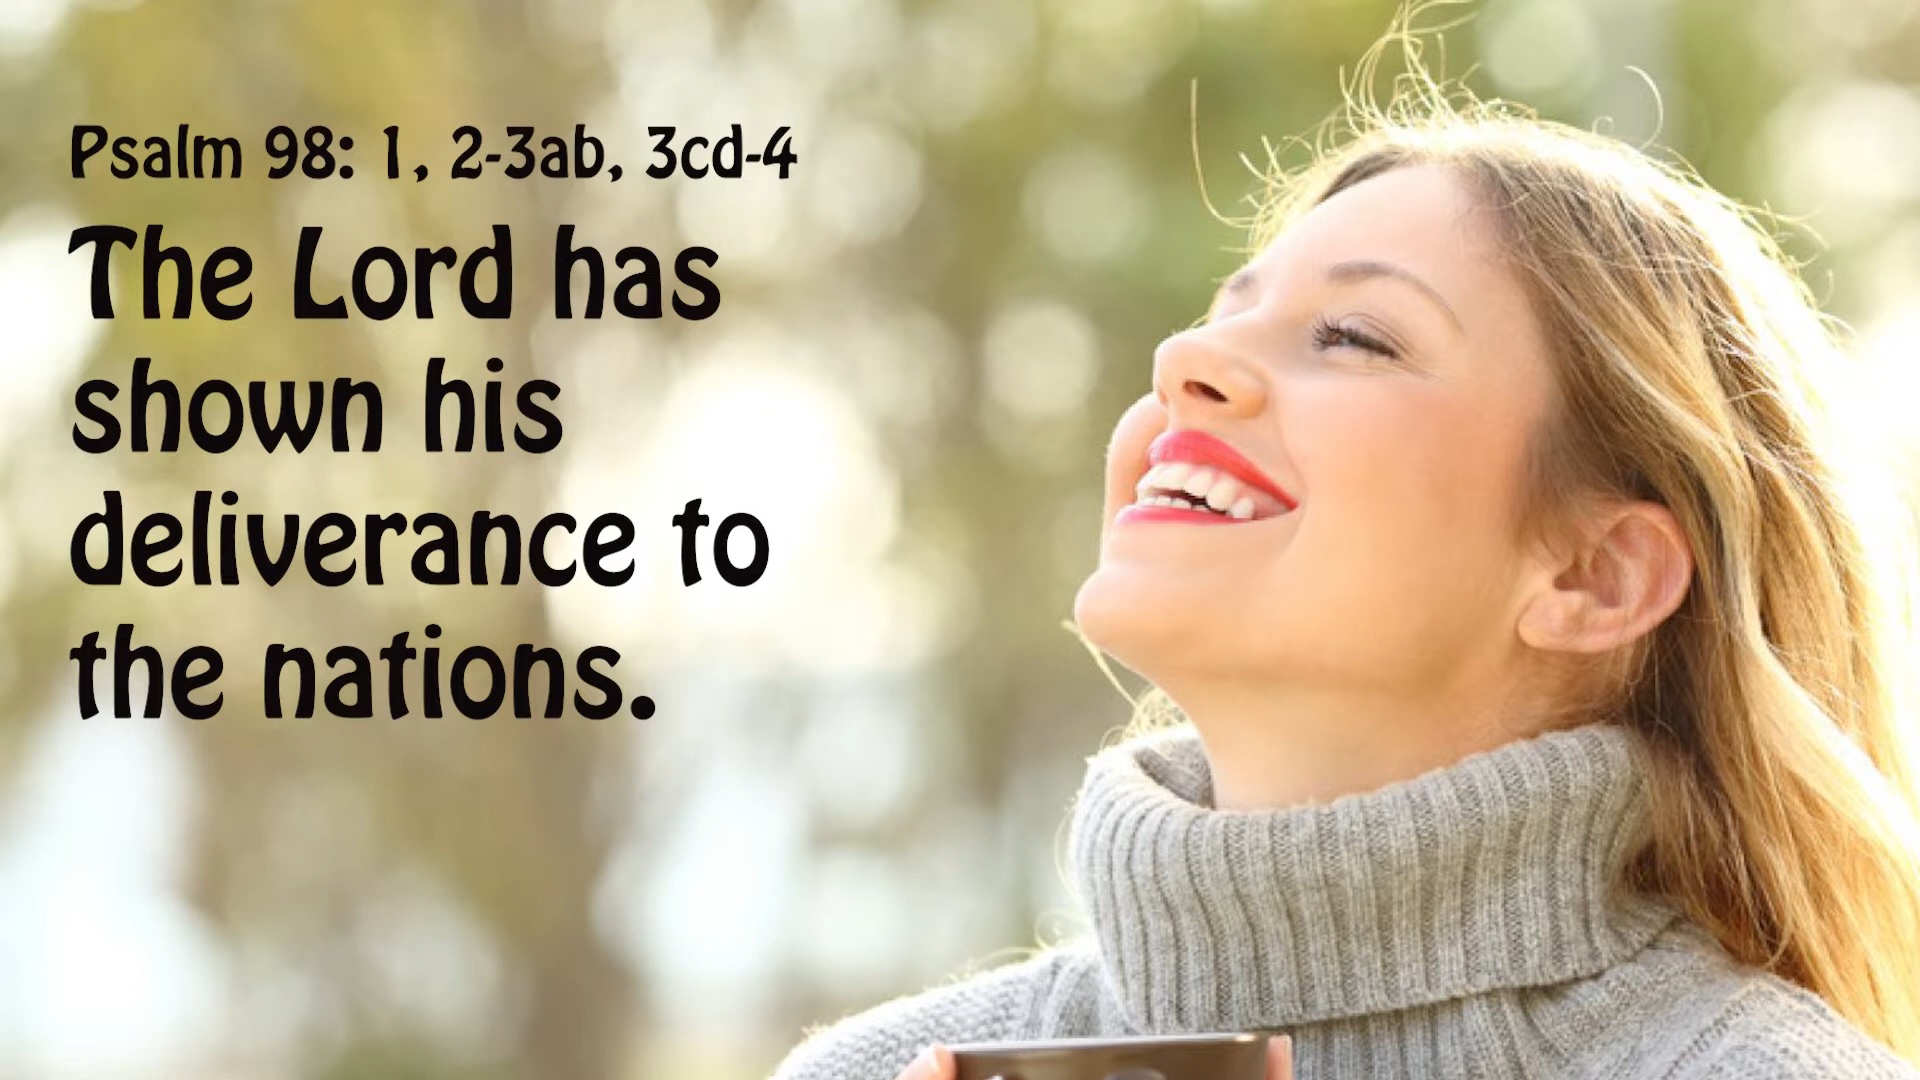 Psalm 98: 1, 2-3ab, 3cd-4
The Lord has
shown his
deliverance to
the nations.